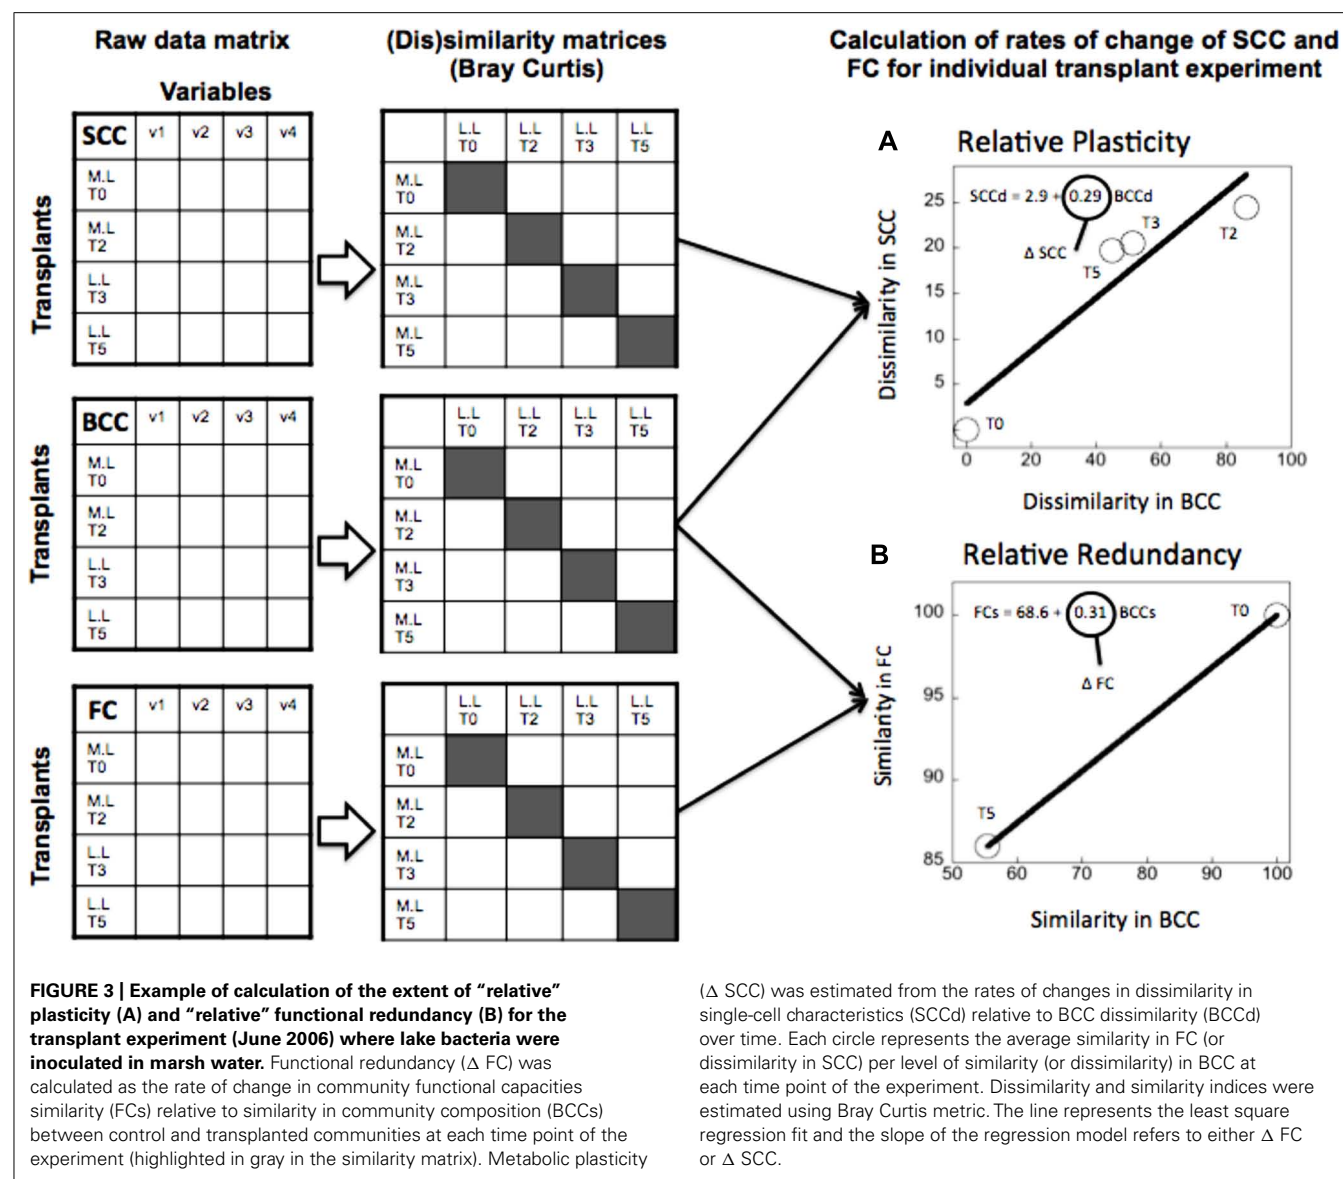 Raw data matrix
(Dis)similarity matrices
(Bray Curtis)
Calculation of rates of change of SCC and
FC for individual transplant experiment
Variables
Transplants
SCC v1 v2 v3 v4
M.L
T0
M.L
T2
L.L
T3
L.L
T5
L.L L.L L.L L.L
T0 T2 T3 T5
M.L
T0
M.L
T2
M.L
T3
M.L
T5
Transplants
BCC v1 v2 v3 v4
M.L
T0
M.L
T2
L.L
T3
L.L
T5
L.L L.L L.L L.L
T0 T2 T3 T5
M.L
T0
M.L
T2
M.L
T3
M.L
T5
Transplants
FC v1 v2 v3 v4
M.L
T0
M.L
T2
L.L
T3
L.L
T5
L.L L.L L.L L.L
T0 T2 T3 T5
M.L
T0
M.L
T2
M.L
T3
M.L
T5
A Relative Plasticity
SCCd = 2.9 + 0.29 BCCd
Δ SCC
T3
T2
T5
T0
25
20
15
10
5
0 20 40 60 80 100
Dissimilarity in SCC
Dissimilarity in BCC
B Relative Redundancy
FCs = 68.6 + 0.31 BCCs
Δ FC
T0
T5
100
95
90
85
50 60 70 80 90 100
Similarity in FC
Similarity in BCC
FIGURE 3 | Example of calculation of the extent of “relative”
plasticity (A) and “relative” functional redundancy (B) for the
transplant experiment (June 2006) where lake bacteria were
inoculated in marsh water. Functional redundancy (Δ FC) was
calculated as the rate of change in community functional capacities
similarity (FCs) relative to similarity in community composition (BCCs)
between control and transplanted communities at each time point of the
experiment (highlighted in gray in the similarity matrix). Metabolic plasticity
(Δ SCC) was estimated from the rates of changes in dissimilarity in
single-cell characteristics (SCCd) relative to BCC dissimilarity (BCCd)
over time. Each circle represents the average similarity in FC (or
dissimilarity in SCC) per level of similarity (or dissimilarity) in BCC at
each time point of the experiment. Dissimilarity and similarity indices were
estimated using Bray Curtis metric. The line represents the least square
regression fit and the slope of the regression model refers to either Δ FC
or Δ SCC.